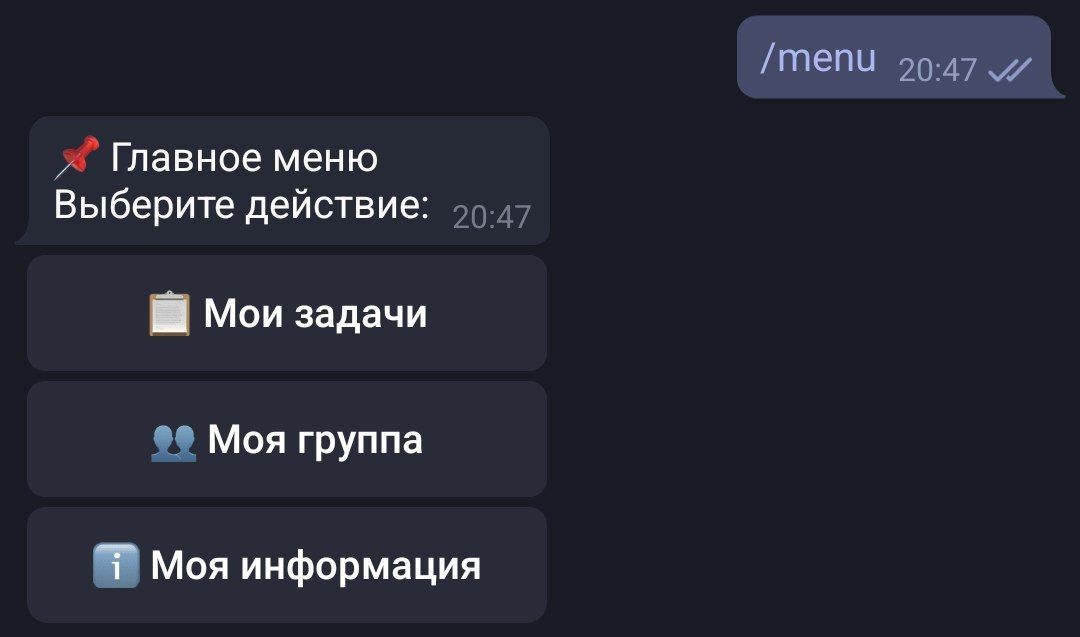 /menu 20:47
📌 Главное меню
Выберите действие: 20:47
📋 Мои задачи
👥 Моя группа
ℹ️ Моя информация